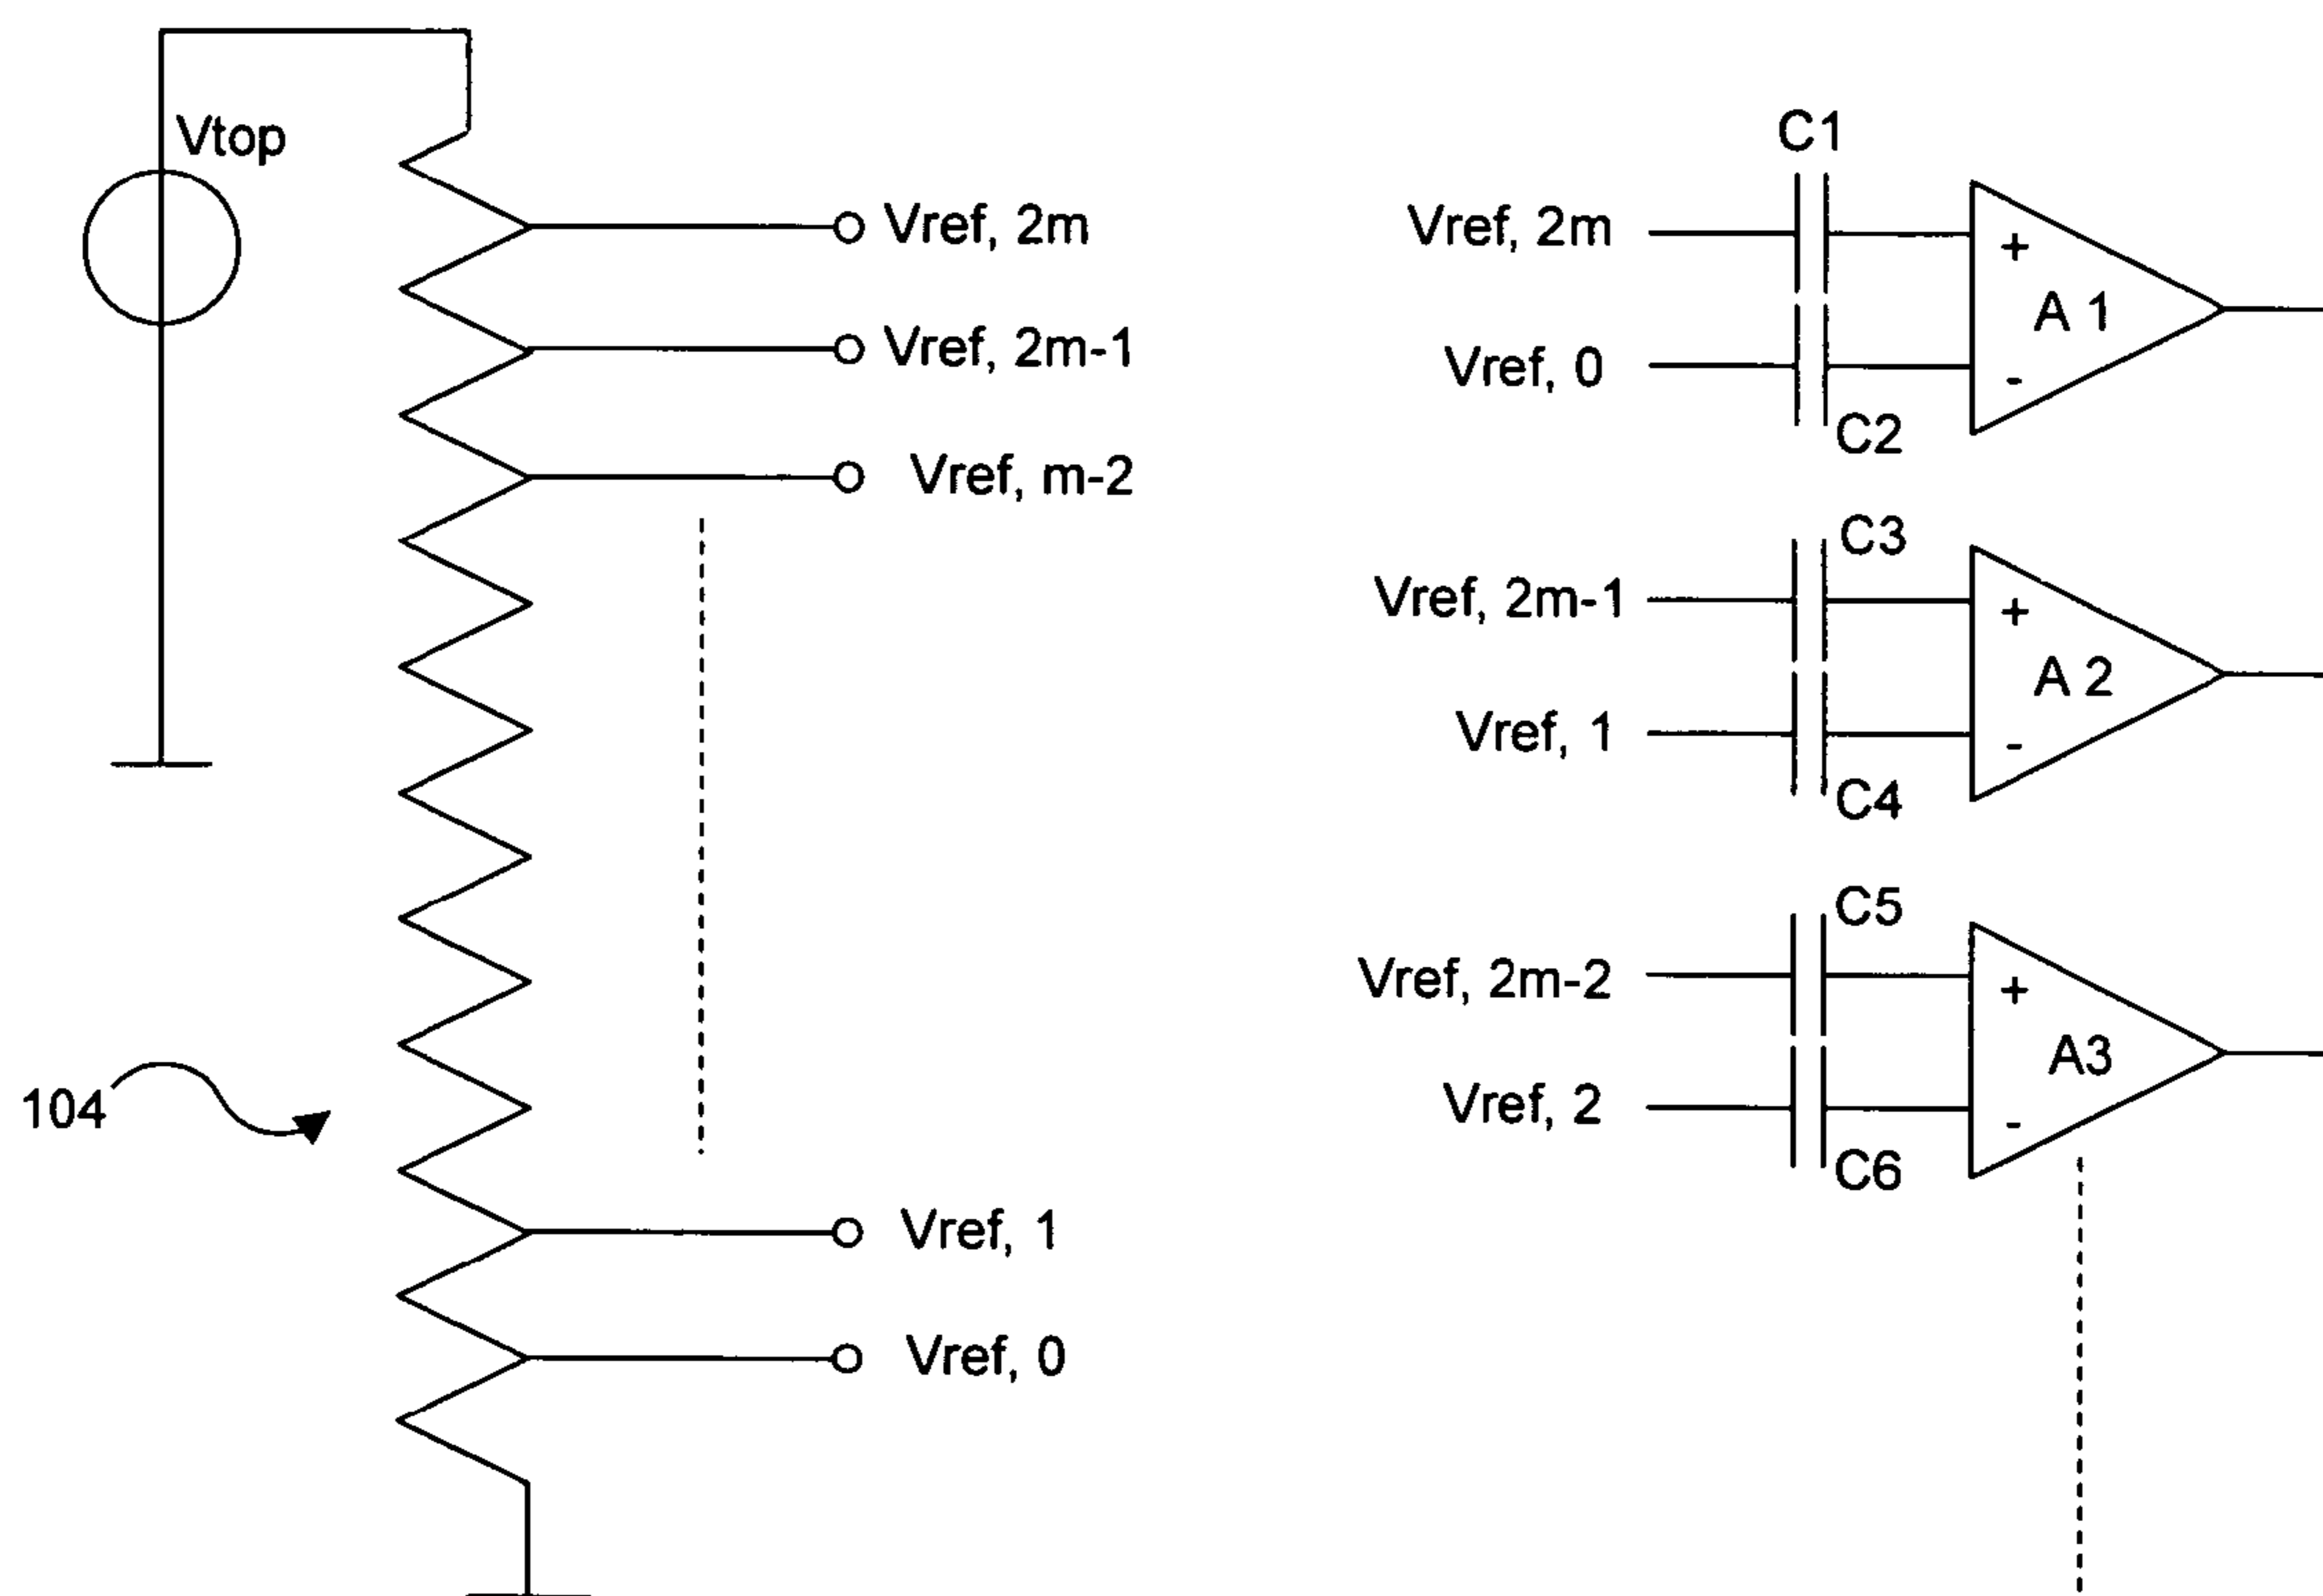 Vtop
Vref, 2m
Vref, 2m-1
Vref, m-2
104
Vref, 1
Vref, 0
C1
Vref, 2m
+
A 1
Vref, 0
-
C2
C3
Vref, 2m-1
+
A 2
Vref, 1
-
C4
C5
Vref, 2m-2
+
A3
Vref, 2
-
C6